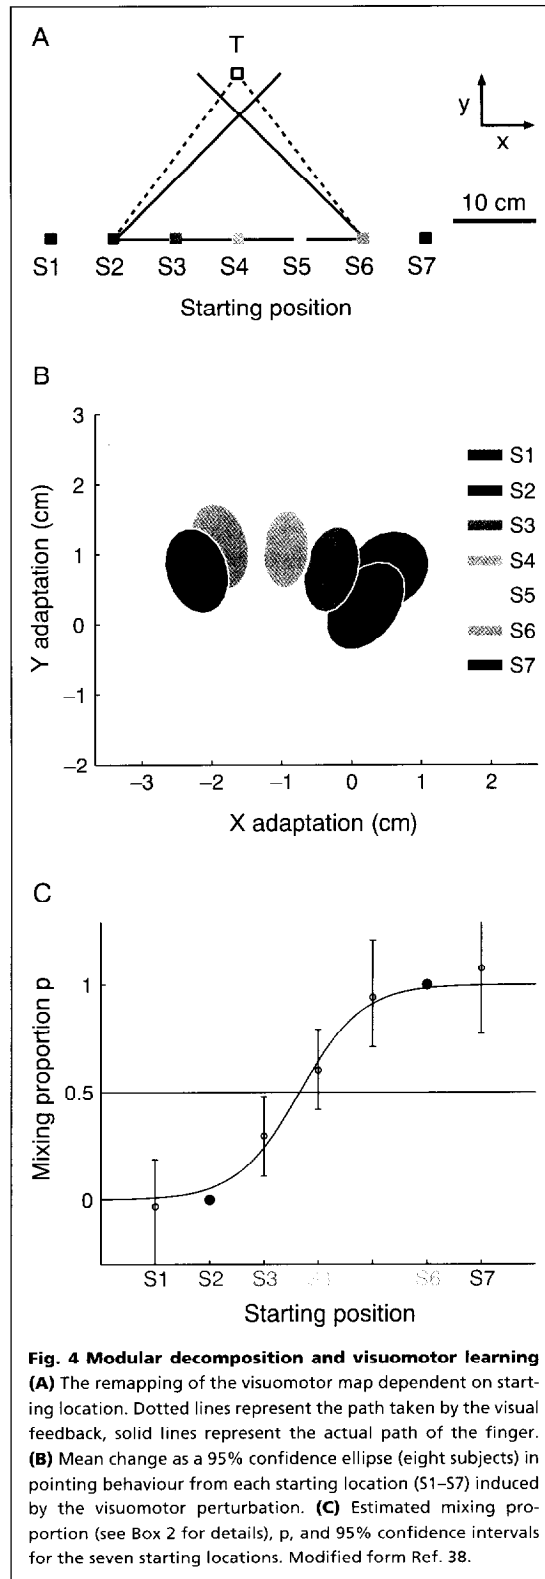 A
T
y
x
10 cm
S1 S2 S3 S4 S5 S6 S7
Starting position
B
3
2
1
0
−1
−2
Y adaptation (cm)
S1
S2
S3
S4
S5
S6
S7
−3 −2 −1 0 1 2
X adaptation (cm)
C
1
0.5
0
Mixing proportion p
S1 S2 S3 S4 S6 S7
Starting position
Fig. 4 Modular decomposition and visuomotor learning
(A) The remapping of the visuomotor map dependent on start-
ing location. Dotted lines represent the path taken by the visual
feedback, solid lines represent the actual path of the finger.
(B) Mean change as a 95% confidence ellipse (eight subjects) in
pointing behaviour from each starting location (S1–S7) induced
by the visuomotor perturbation. (C) Estimated mixing pro-
portion (see Box 2 for details), p, and 95% confidence intervals
for the seven starting locations. Modified form Ref. 38.